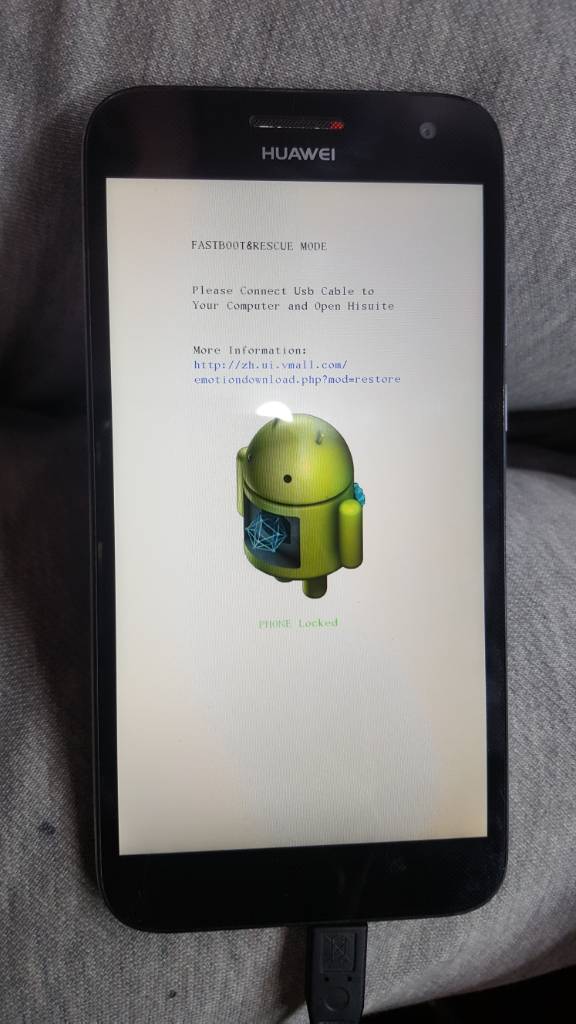 HUAWEI
FASTBOOT&RESCUE MODE
Please Connect Usb Cable to
Your Computer and Open Hisuite
More Information:
http://zh.ui.vmall.com/
emotiondownload.php?mod=restore
PHONE Locked